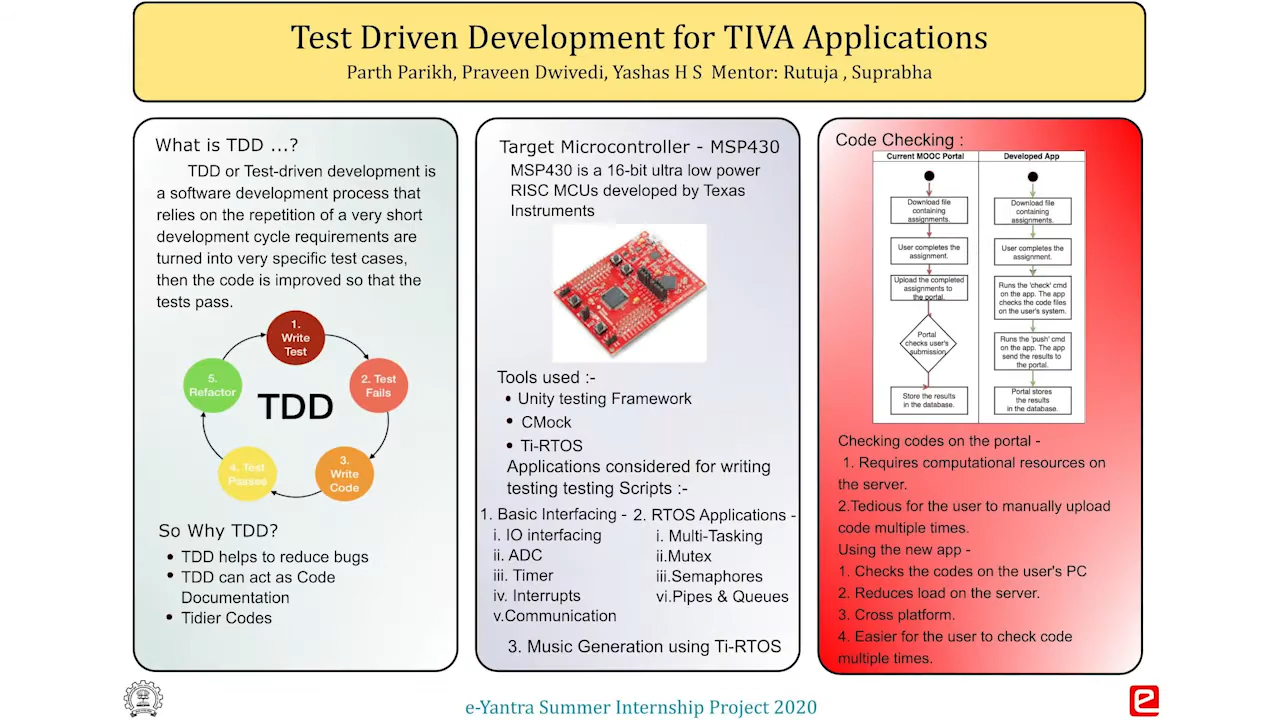 Test Driven Development for TIVA Applications
Parth Parikh, Praveen Dwivedi, Yashas H S  Mentor: Rutuja , Suprabha
What is TDD ...?
TDD or Test-driven development is
a software development process that
relies on the repetition of a very short
development cycle requirements are
turned into very specific test cases,
then the code is improved so that the
tests pass.
1.
Write
Test
2. Test
Fails
3.
Write
Code
4. Test
Passes
5.
Refactor
TDD
So Why TDD?
• TDD helps to reduce bugs
• TDD can act as Code
Documentation
• Tidier Codes
Target Microcontroller - MSP430
MSP430 is a 16-bit ultra low power
RISC MCUs developed by Texas
Instruments
Tools used :-
• Unity testing Framework
• CMock
• Ti-RTOS
Applications considered for writing
testing testing Scripts :-
1. Basic Interfacing -
i. IO interfacing
ii. ADC
iii. Timer
iv. Interrupts
v.Communication
2. RTOS Applications -
i. Multi-Tasking
ii.Mutex
iii.Semaphores
vi.Pipes & Queues
3. Music Generation using Ti-RTOS
Code Checking :
Current MOOC Portal
Download file
containing
assignments.
User completes the
assignment.
Upload the completed
assignments to
the portal.
Portal
checks user's
submission.
Store the results
in the database.
Developed App
Download file
containing
assignments.
User completes the
assignment.
Runs the 'check' cmd
on the app. The app
checks the code files
on the user's system.
Runs the 'push' cmd
on the app. The app
send the results to
the portal.
Portal stores
the results
in the database.
Checking codes on the portal -
1. Requires computational resources on
the server.
2.Tedious for the user to manually upload
code multiple times.
Using the new app -
1. Checks the codes on the user's PC
2. Reduces load on the server.
3. Cross platform.
4. Easier for the user to check code
multiple times.
e-Yantra Summer Internship Project 2020